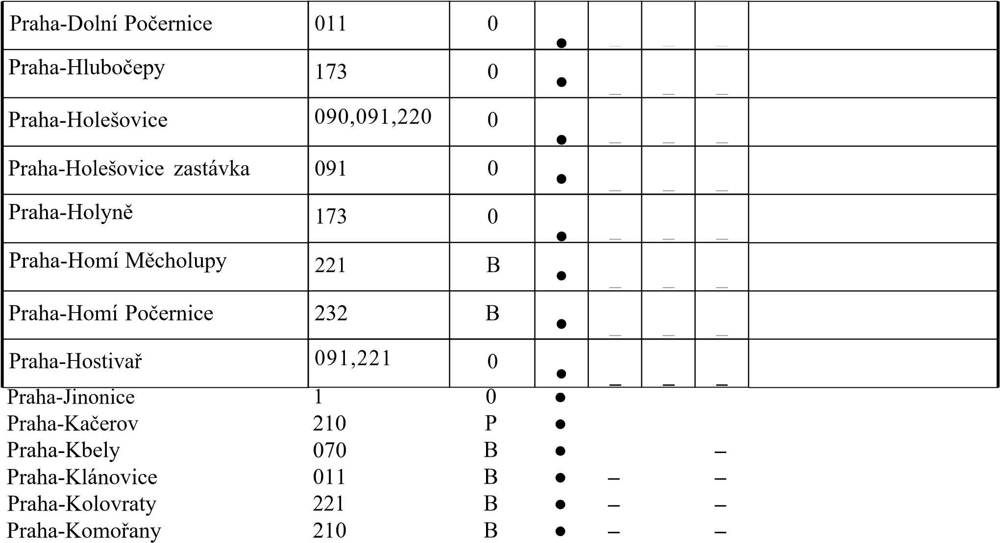 Praha-Dolní Počernice 011 0 • _ _ _
Praha-Hlubočepy 173 0 • _ _ _
Praha-Holešovice 090,091,220 0 • _ _ _
Praha-Holešovice zastávka 091 0 • _ _ _
Praha-Holyně 173 0 • _ _ _
Praha-Homí Měcholupy 221 B • _ _ _
Praha-Homí Počernice 232 B • _ _ _
Praha-Hostivař 091,221 0 • _ _ _
Praha-Jinonice 1 0 •
Praha-Kačerov 210 P •
Praha-Kbely 070 B • –
Praha-Klánovice 011 B • – –
Praha-Kolovraty 221 B • – –
Praha-Komořany 210 B • – –